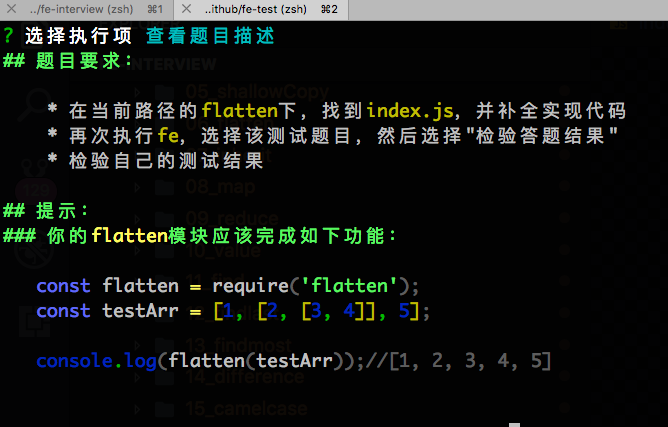 ../fe-interview (zsh) ⌘1 ..ithub/fe-test (zsh) ⌘2
? 选择执行项 查看题目描述
## 题目要求:
INTERVIEW
05_shallowCopy
* 在当前路径的flatten下, 找到index.js, 并补全实现代码
* 再次执行fe, 选择该测试题目, 然后选择"检验答题结果"
* 检验自己的测试结果
08_map
## 提示:
09_reduce
### 你的flatten模块应该完成如下功能:
const flatten = require('flatten');
const testArr = [1, [2, [3, 4]], 5];
13_findmost
console.log(flatten(testArr));//[1, 2, 3, 4, 5]
14_difference
15_camelcase